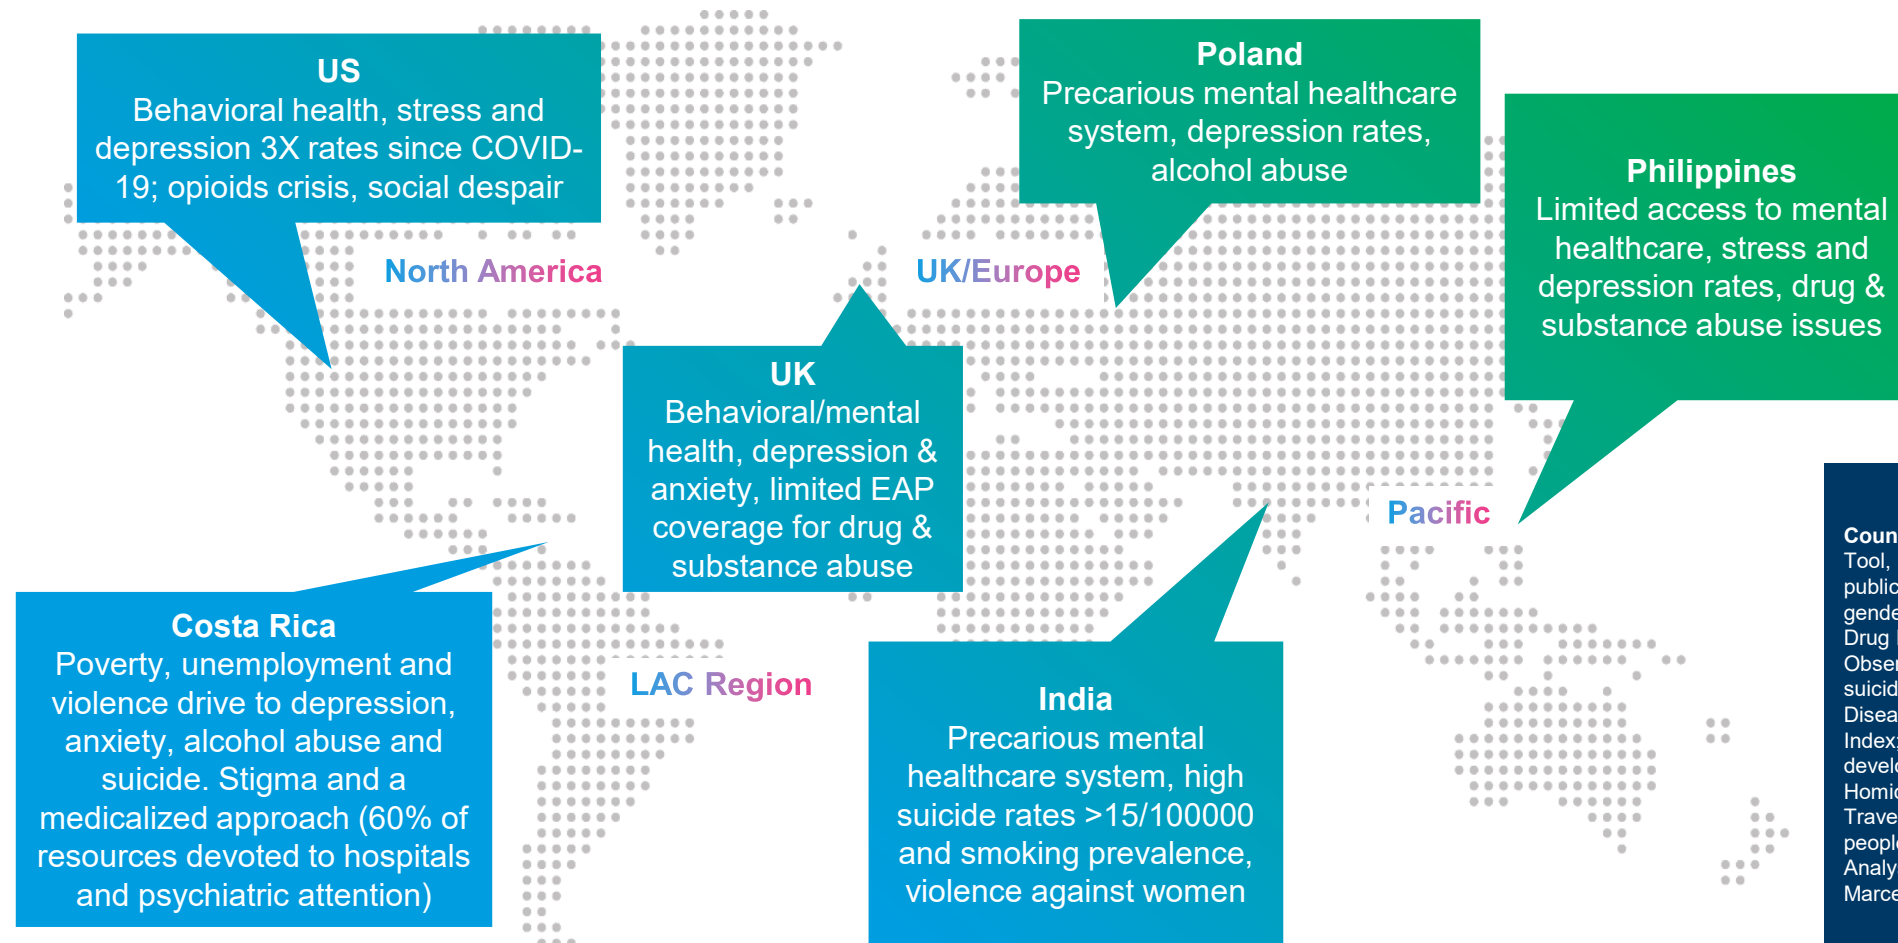 US
Behavioral health, stress and
depression 3X rates since COVID-
19; opioids crisis, social despair
Poland
Precarious mental healthcare
system, depression rates,
alcohol abuse
Philippines
Limited access to mental
healthcare, stress and
depression rates, drug &
substance abuse issues
North America
UK/Europe
UK
Behavioral/mental
health, depression &
anxiety, limited EAP
coverage for drug &
substance abuse
Pacific
Costa Rica
Poverty, unemployment and
violence drive to depression,
anxiety, alcohol abuse and
suicide. Stigma and a
medicalized approach (60% of
resources devoted to hospitals
and psychiatric attention)
LAC Region
India
Precarious mental
healthcare system, high
suicide rates >15/100000
and smoking prevalence,
violence against women
Tool,
Drug
Index;